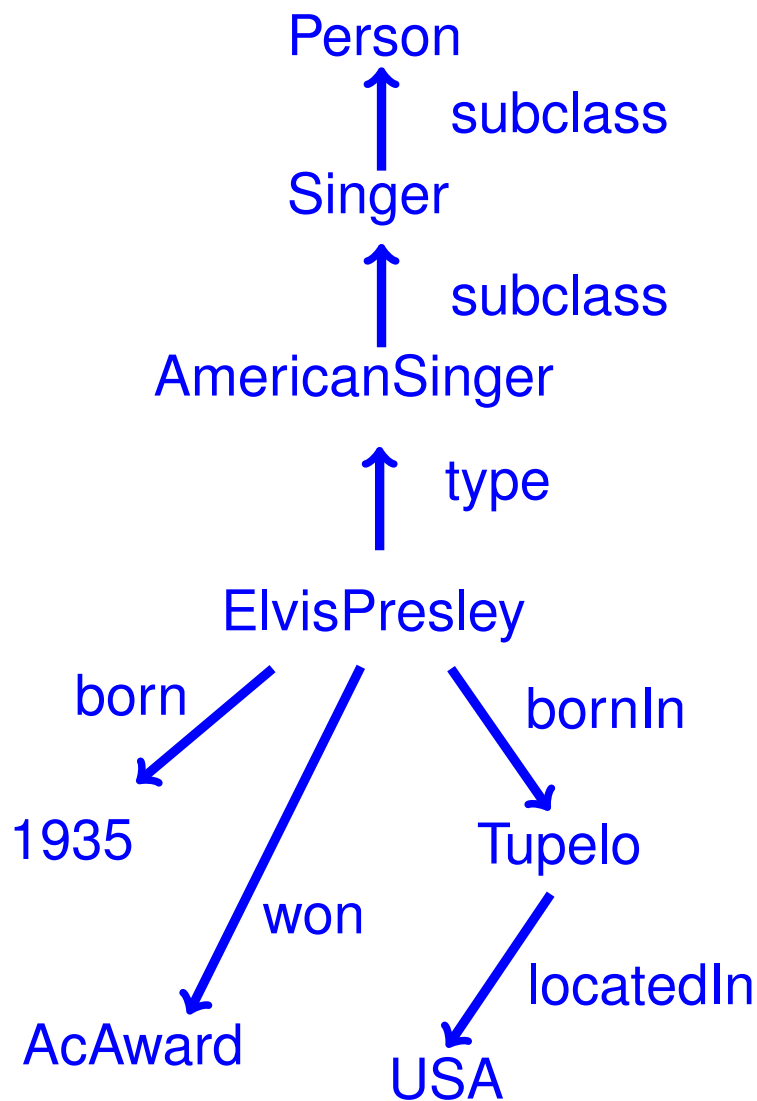 Person
subclass
Singer
subclass
AmericanSinger
type
ElvisPresley
born
bornIn
1935
Tupelo
won
locatedIn
AcAward
USA